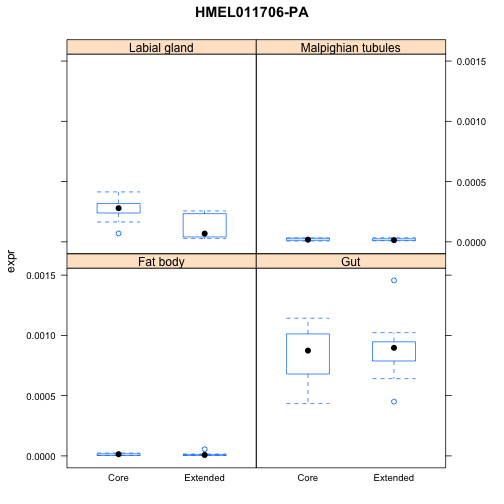 HMEL011706-PA
Labial gland
Malpighian tubules
0.0015
0.0010
0.0005
0.0000
expr
Fat body
Gut
0.0015
0.0010
0.0005
0.0000
Core
Extended
Core
Extended